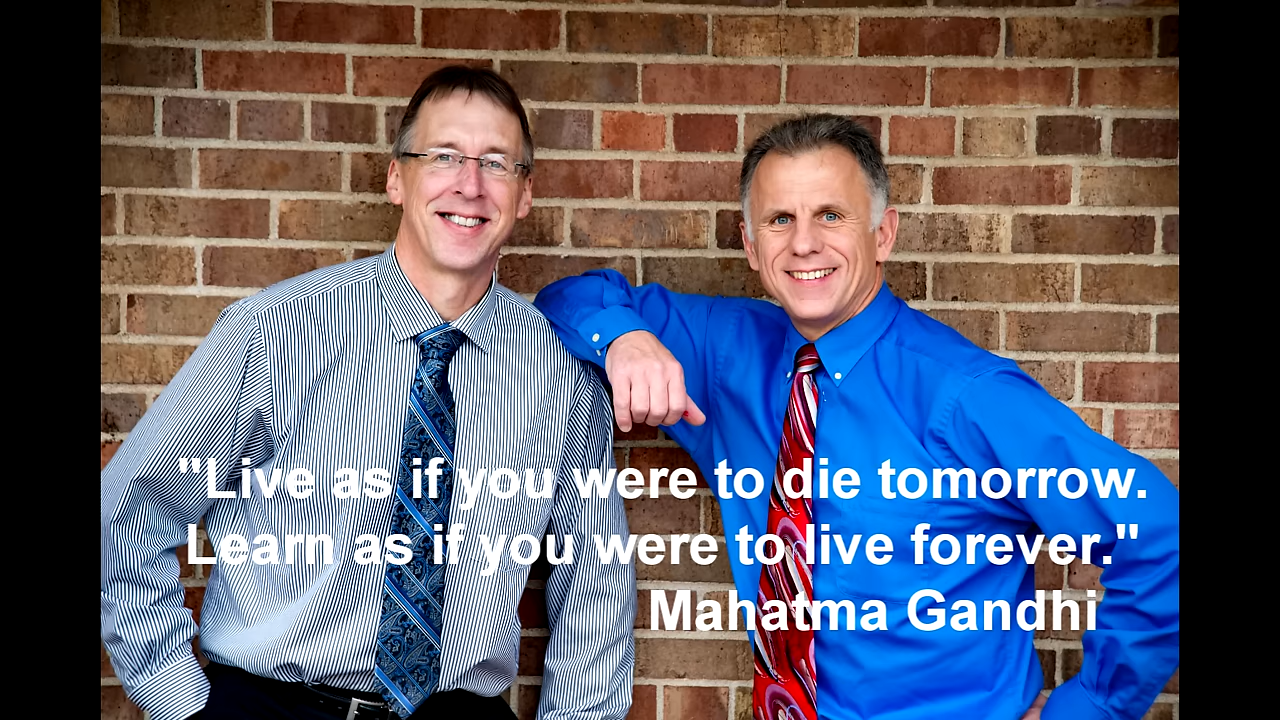 "Live as if you were to die tomorrow.
Learn as if you were to live forever."
Mahatma Gandhi